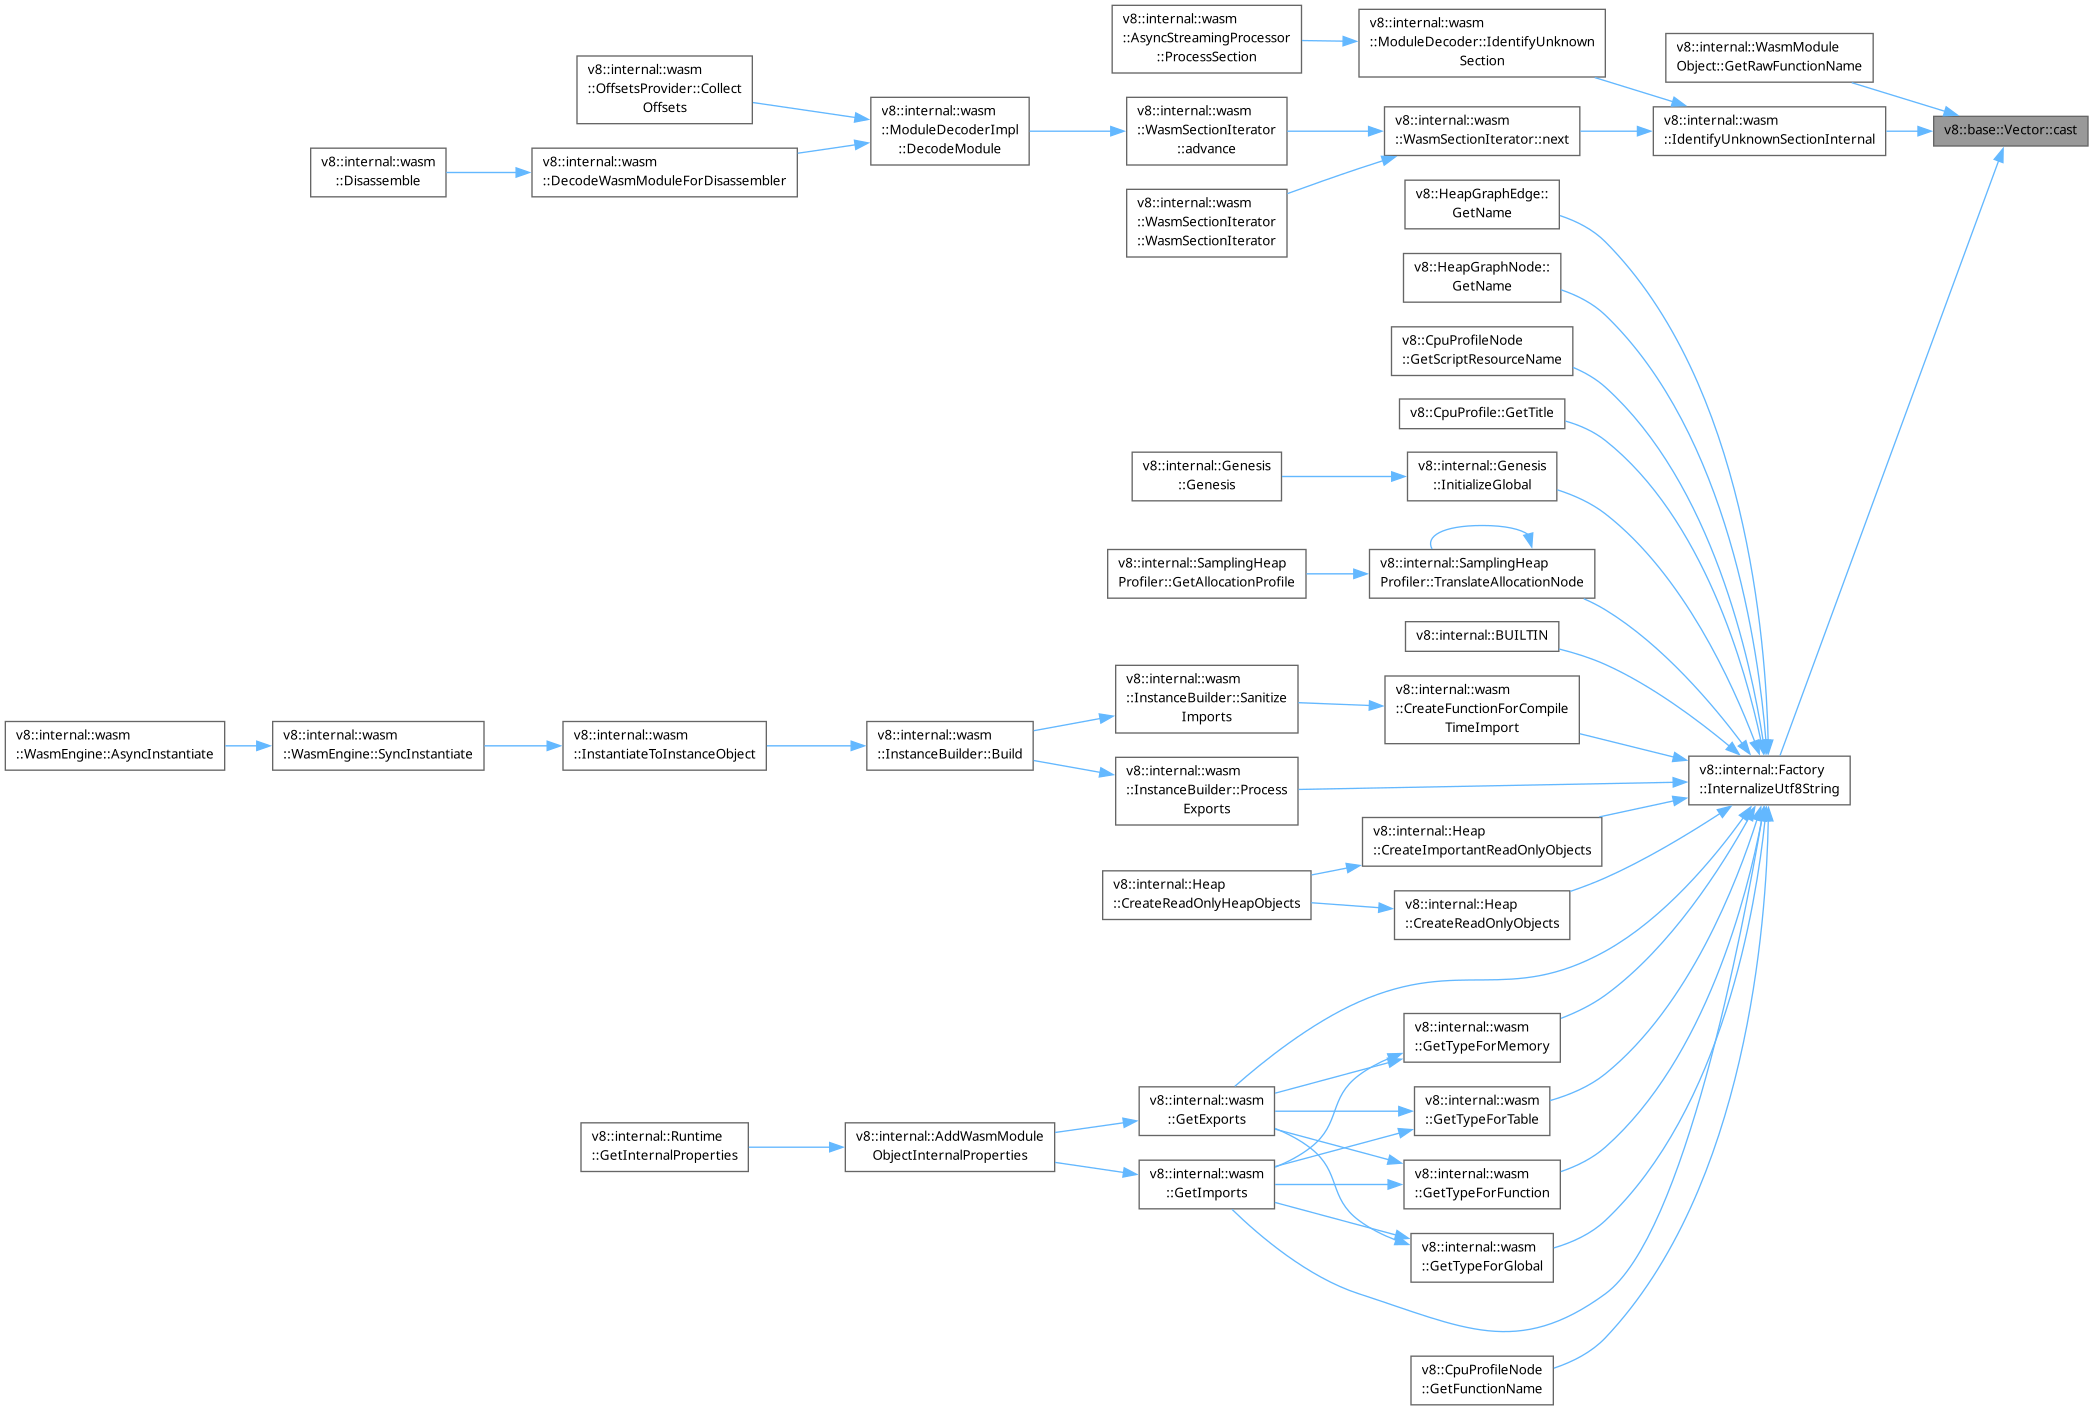 v8::internal::wasm
::AsyncStreamingProcessor
::ProcessSection
v8::internal::wasm
::ModuleDecoder::IdentifyUnknown
Section
v8::internal::WasmModule
Object::GetRawFunctionName
v8::internal::wasm
::OffsetsProvider::Collect
Offsets
v8::internal::wasm
::ModuleDecoderImpl
::DecodeModule
v8::internal::wasm
::WasmSectionIterator
::advance
v8::internal::wasm
::WasmSectionIterator::next
v8::internal::wasm
::IdentifyUnknownSectionInternal
v8::base::Vector::cast
v8::internal::wasm
::Disassemble
v8::internal::wasm
::DecodeWasmModuleForDisassembler
v8::internal::wasm
::WasmSectionIterator
::WasmSectionIterator
v8::HeapGraphEdge::
GetName
v8::HeapGraphNode::
GetName
v8::CpuProfileNode
::GetScriptResourceName
v8::CpuProfile::GetTitle
v8::internal::Genesis
::Genesis
v8::internal::Genesis
::InitializeGlobal
v8::internal::SamplingHeap
Profiler::GetAllocationProfile
v8::internal::SamplingHeap
Profiler::TranslateAllocationNode
v8::internal::BUILTIN
v8::internal::wasm
::InstanceBuilder::Sanitize
Imports
v8::internal::wasm
::CreateFunctionForCompile
TimeImport
v8::internal::wasm
::WasmEngine::AsyncInstantiate
v8::internal::wasm
::WasmEngine::SyncInstantiate
v8::internal::wasm
::InstantiateToInstanceObject
v8::internal::wasm
::InstanceBuilder::Build
v8::internal::wasm
::InstanceBuilder::Process
Exports
v8::internal::Factory
::InternalizeUtf8String
v8::internal::Heap
::CreateImportantReadOnlyObjects
v8::internal::Heap
::CreateReadOnlyHeapObjects
v8::internal::Heap
::CreateReadOnlyObjects
v8::internal::wasm
::GetTypeForMemory
v8::internal::wasm
::GetExports
v8::internal::wasm
::GetTypeForTable
v8::internal::Runtime
::GetInternalProperties
v8::internal::AddWasmModule
ObjectInternalProperties
v8::internal::wasm
::GetImports
v8::internal::wasm
::GetTypeForFunction
v8::internal::wasm
::GetTypeForGlobal
v8::CpuProfileNode
::GetFunctionName